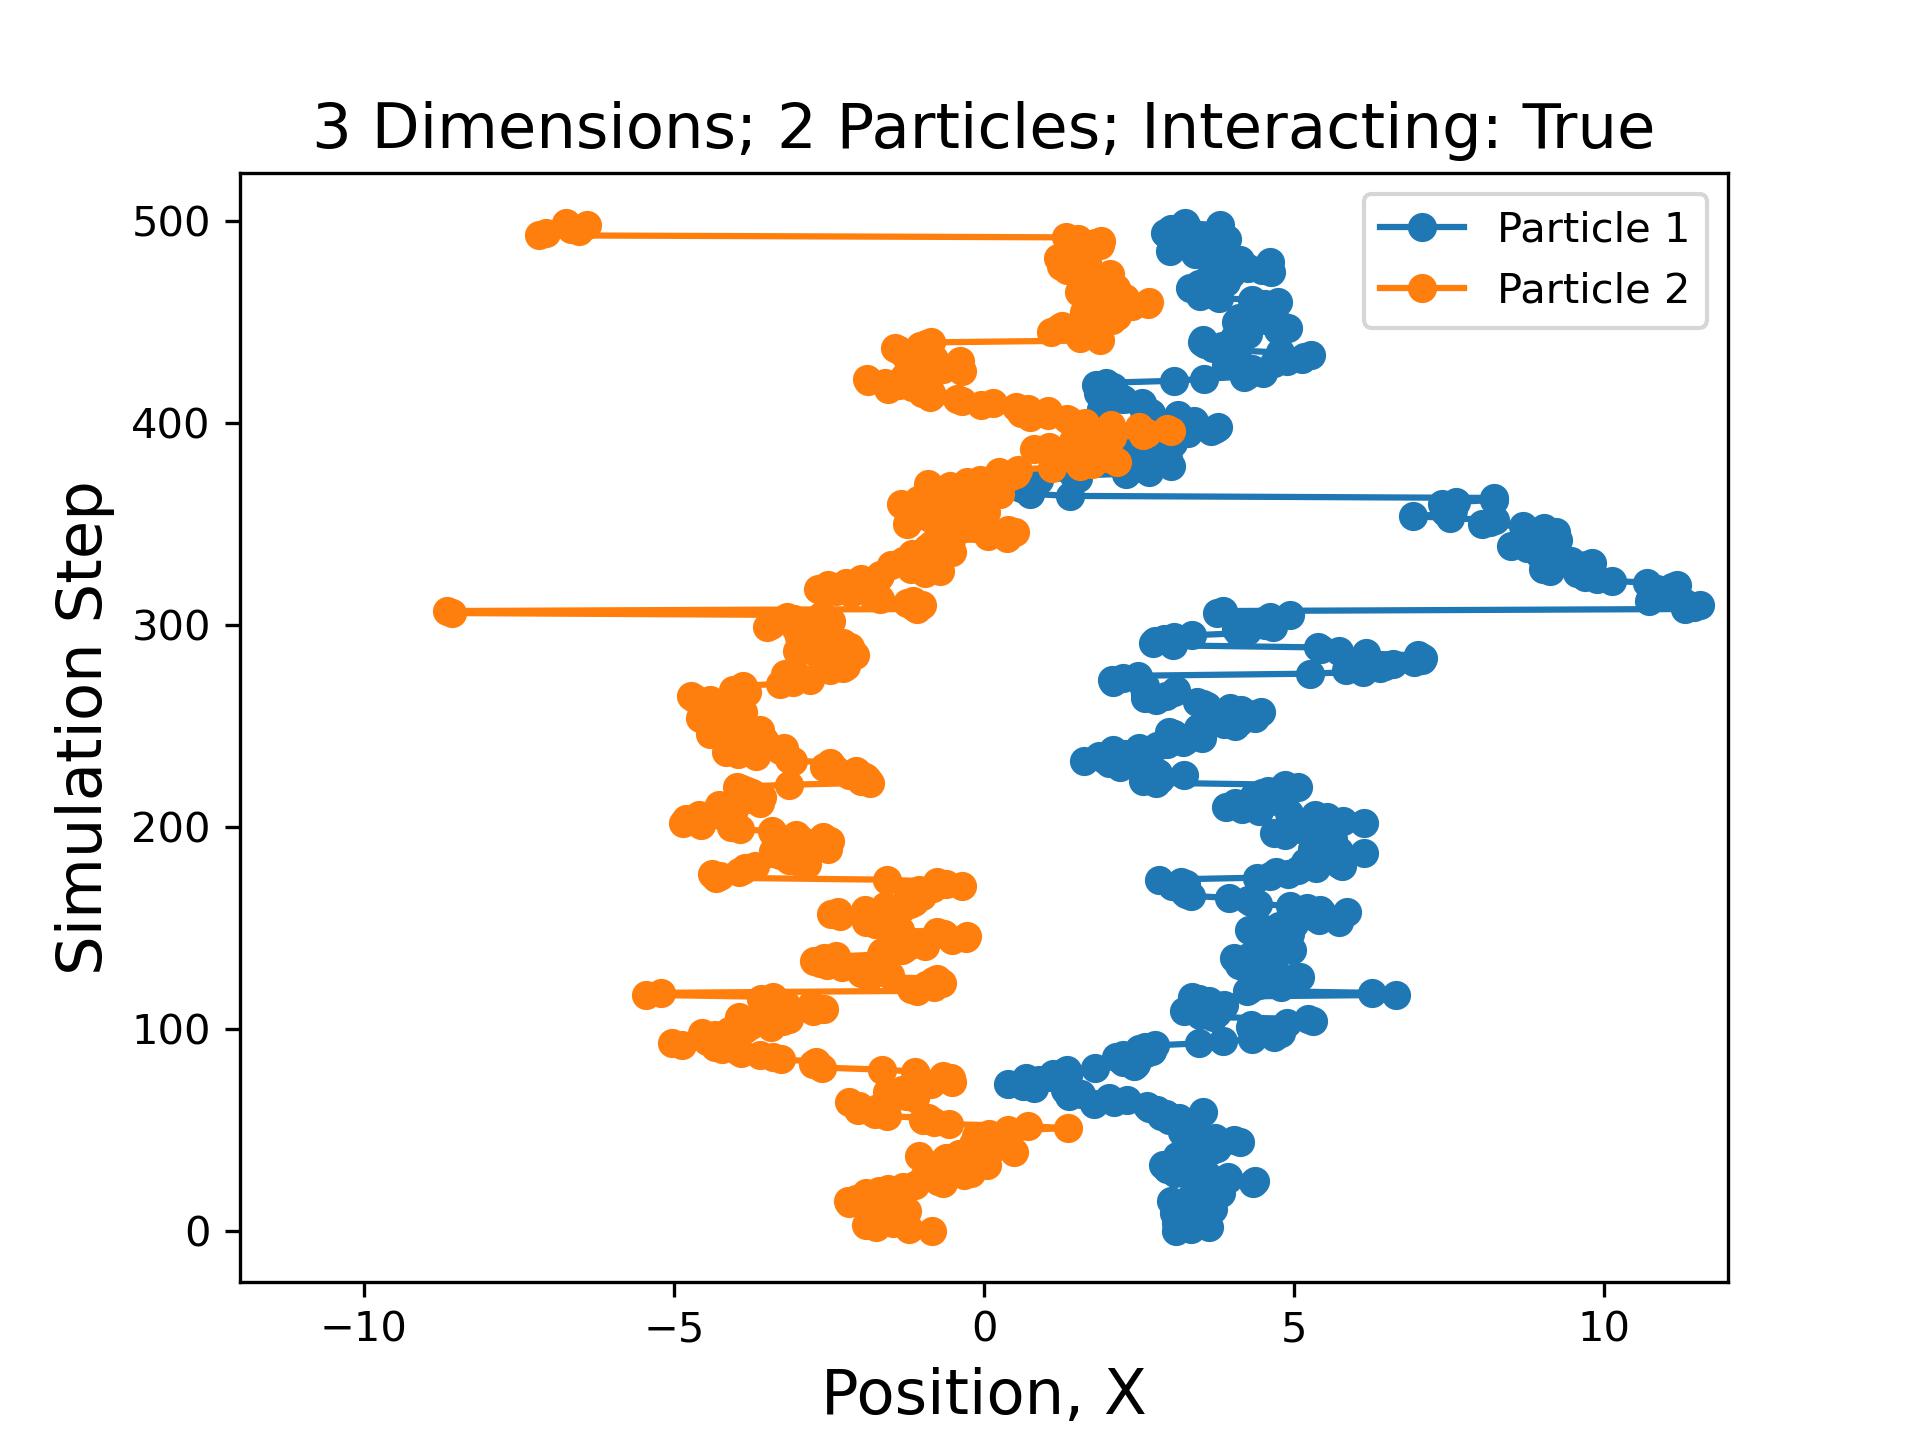 3 Dimensions; 2 Particles; Interacting: True
Particle 1
Particle 2
500
400
300
200
100
0
Simulation Step
−10
−5
0
5
10
Position, X